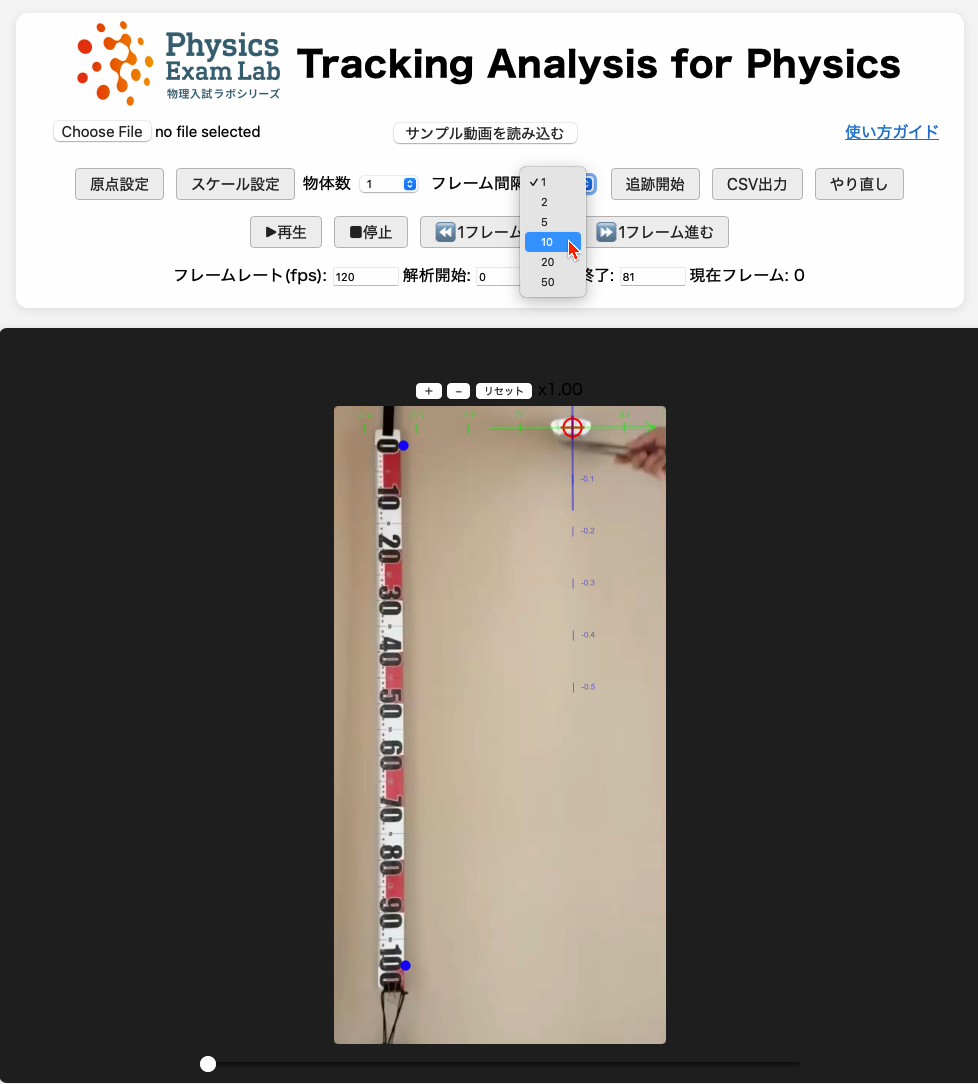 Physics
Exam Lab
物理入試ラボシリーズ
Tracking Analysis for Physics
Choose File no file selected
サンプル動画を読み込む
使い方ガイド
原点設定
スケール設定
物体数 1
フレーム間隔
✓ 1
2
5
10
20
50
追跡開始
CSV出力
やり直し
▶再生
■停止
⏪1フレーム
⏩1フレーム進む
フレームレート(fps): 120 解析開始: 0 終了: 81 現在フレーム: 0
+ − リセット x1.00
-0.1
-0.2
-0.3
-0.4
-0.5
0
10
20
30
40
50
60
70
80
90
100